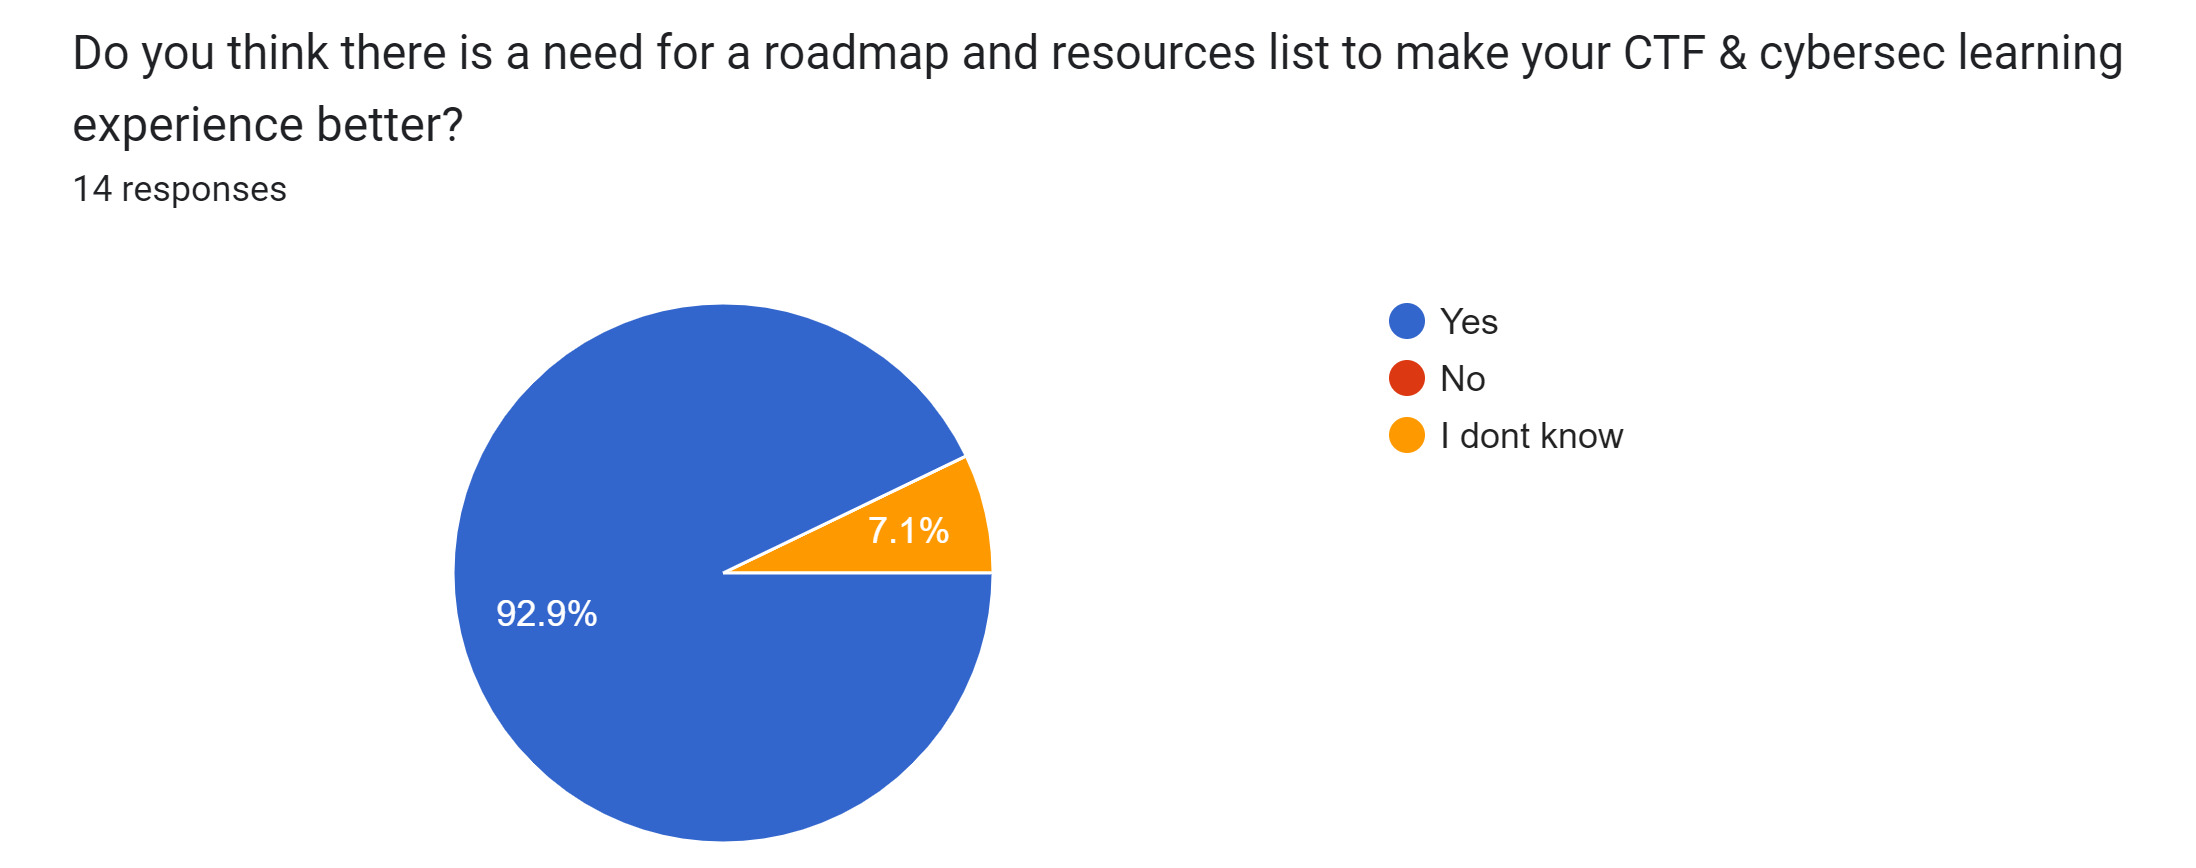 Do you think there is a need for a roadmap and resources list to make your CTF & cybersec learning
experience better?
14 responses
Yes
No
I dont know
7.1%
92.9%